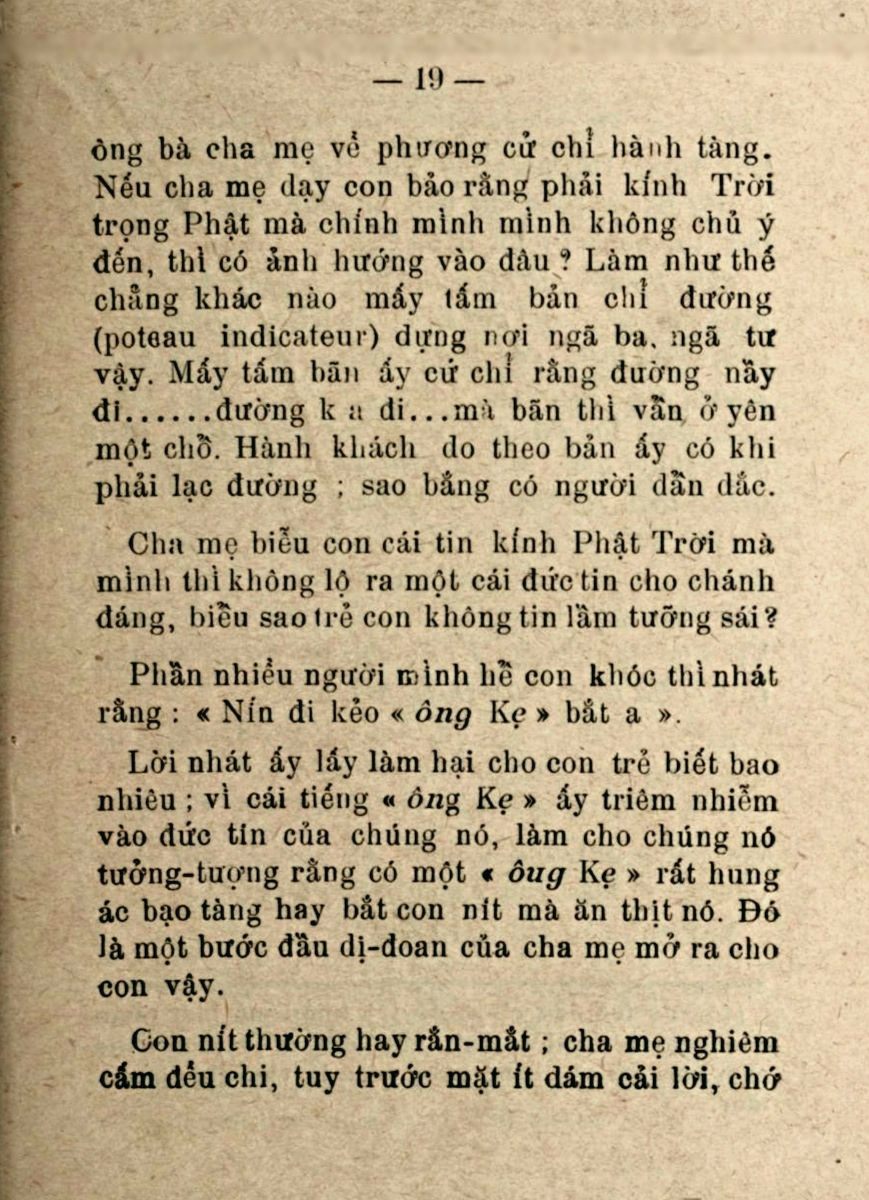 — 19 —
ông bà cha mẹ về phương cử chỉ hành tàng.
Nếu cha mẹ dạy con bảo rằng phải kính Trời
trọng Phật mà chính mình mình không chủ ý
đến, thì có ảnh hưởng vào đâu ? Làm như thế
chẳng khác nào mấy tấm bản chỉ đường
(poteau indicateur) dựng nơi ngã ba, ngã tư
vậy. Mấy tấm bãn ấy cứ chỉ rằng đường nầy
đi......đường k a di...mà bãn thì vẫn ở yên
một chỗ. Hành khách do theo bản ấy có khi
phải lạc đường ; sao bằng có người dẫn dắc.
Cha mẹ biễu con cái tin kính Phật Trời mà
mình thì không lộ ra một cái đức tin cho chánh
đáng, biểu sao trẻ con không tin lầm tưỡng sái?
Phần nhiều người mình hễ con khóc thì nhát
rằng : « Nín đi kẻo « ông Kẹ » bắt a ».
Lời nhát ấy lấy làm hại cho con trẻ biết bao
nhiêu ; vì cái tiếng « ông Kẹ » ấy triêm nhiễm
vào đức tin của chúng nó, làm cho chúng nó
tưởng-tượng rằng có một « ôug Kẹ » rất hung
ác bạo tàng hay bắt con nít mà ăn thịt nó. Đó
là một bước đầu dị-đoan của cha mẹ mở ra cho
con vậy.
Con nít thường hay rắn-mắt ; cha mẹ nghiêm
cấm đều chi, tuy trước mặt ít dám cải lời, chớ